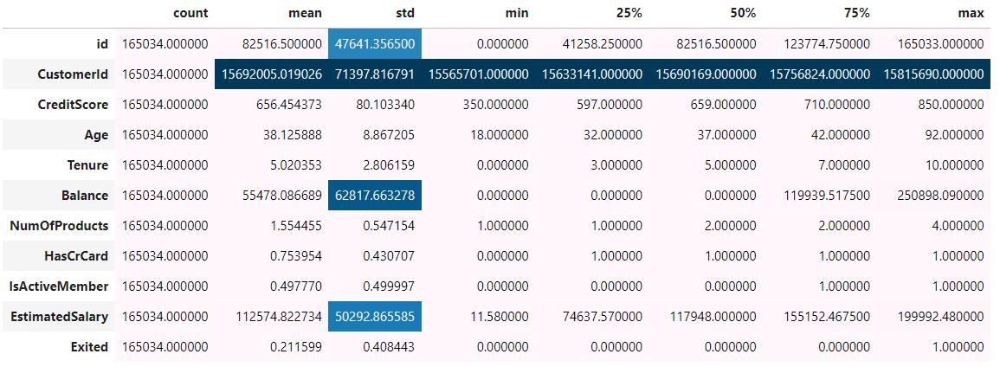 count mean std min 25% 50% 75% max
id 165034.000000 82516.500000 47641.356500 0.000000 41258.250000 82516.500000 123774.750000 165033.000000
CustomerId 165034.000000 15692005.019026 71397.816791 15565701.000000 15633141.000000 15690169.000000 15756824.000000 15815690.000000
CreditScore 165034.000000 656.454373 80.103340 350.000000 597.000000 659.000000 710.000000 850.000000
Age 165034.000000 38.125888 8.867205 18.000000 32.000000 37.000000 42.000000 92.000000
Tenure 165034.000000 5.020353 2.806159 0.000000 3.000000 5.000000 7.000000 10.000000
Balance 165034.000000 55478.086689 62817.663278 0.000000 0.000000 0.000000 119939.517500 250898.090000
NumOfProducts 165034.000000 1.554455 0.547154 1.000000 1.000000 2.000000 2.000000 4.000000
HasCrCard 165034.000000 0.753954 0.430707 0.000000 1.000000 1.000000 1.000000 1.000000
IsActiveMember 165034.000000 0.497770 0.499997 0.000000 0.000000 0.000000 1.000000 1.000000
EstimatedSalary 165034.000000 112574.822734 50292.865585 11.580000 74637.570000 117948.000000 155152.467500 199992.480000
Exited 165034.000000 0.211599 0.408443 0.000000 0.000000 0.000000 0.000000 1.000000